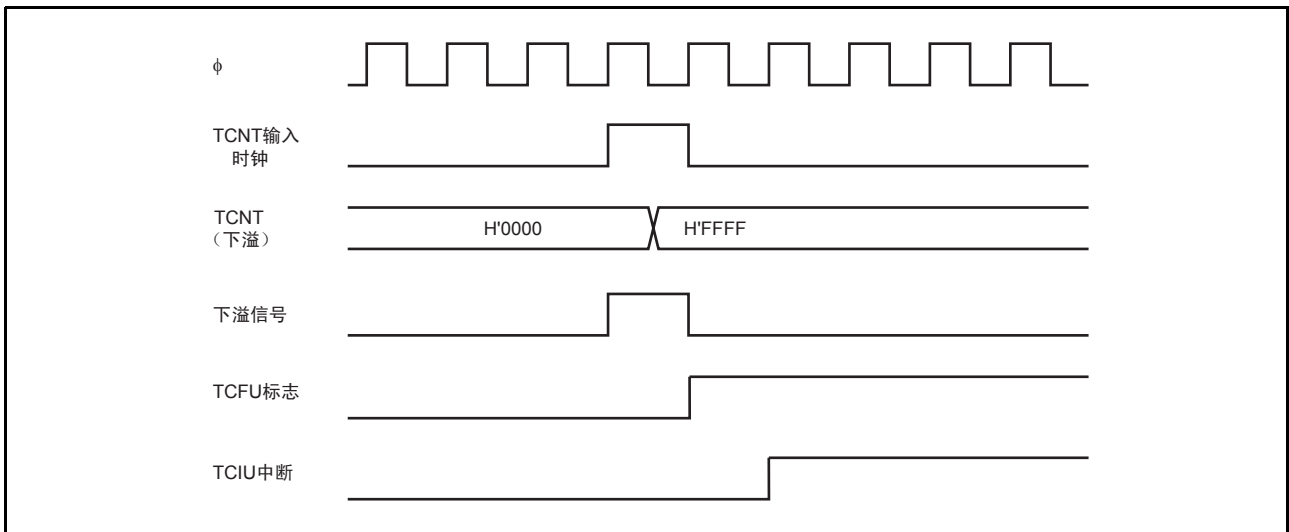 φ
TCNT输入
时钟
TCNT
（下溢）
H'0000
H'FFFF
下溢信号
TCFU标志
TCIU中断